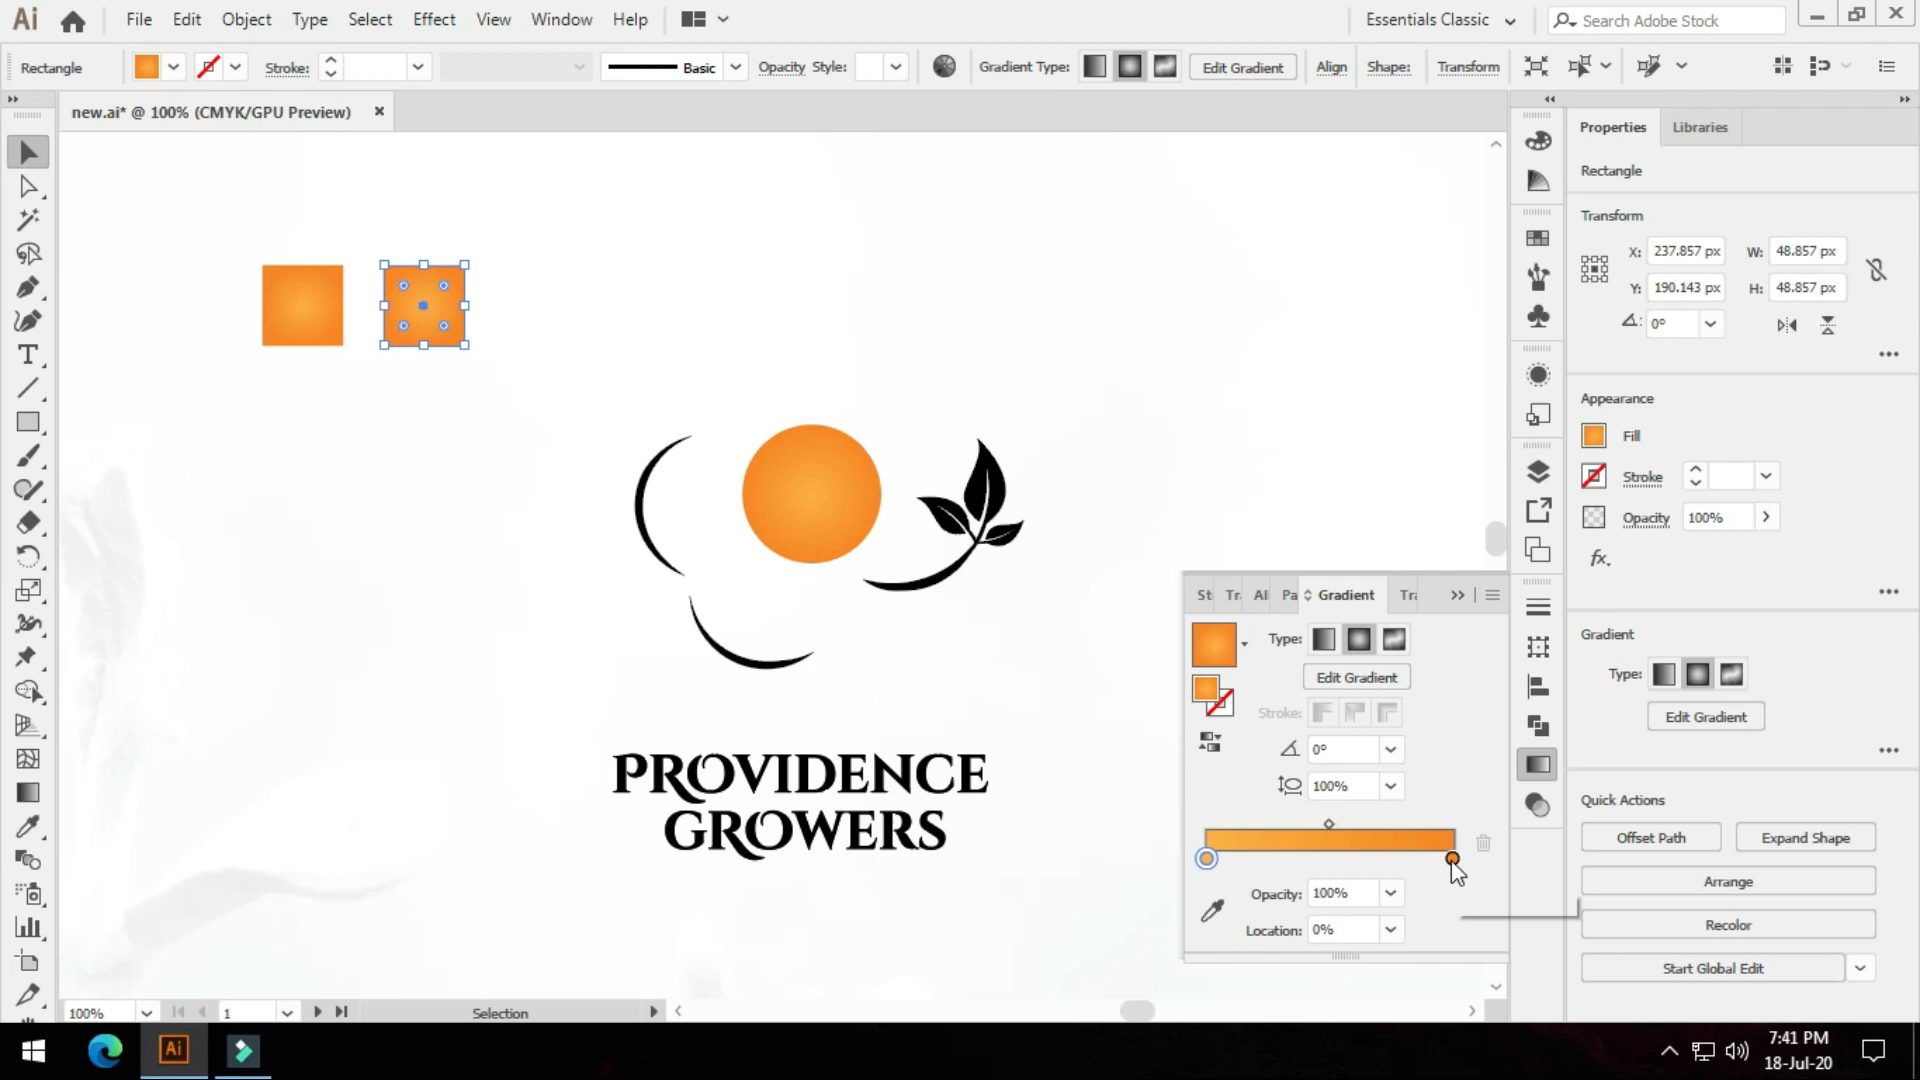 Ai File Edit Object Type Select Effect View Window Help Essentials Classic Search Adobe Stock
Rectangle Stroke: Basic Opacity Style: Gradient Type: Edit Gradient Align Shape: Transform
new.ai* @ 100% (CMYK/GPU Preview)
Properties Libraries
Rectangle
Transform
X: 237.857 px W: 48.857 px
Y: 190.143 px H: 48.857 px
0°
Appearance
Fill
Stroke
Opacity 100%
fx.
Gradient
Type:
Edit Gradient
Quick Actions
Offset Path Expand Shape
Arrange
Recolor
Start Global Edit
PROVIDENCE
GROWERS
St Tr Al Pa Gradient Tr
Type:
Edit Gradient
Stroke:
0°
100%
Opacity: 100%
Location: 0%
100% 1 Selection
Ai
7:41 PM
18-Jul-20